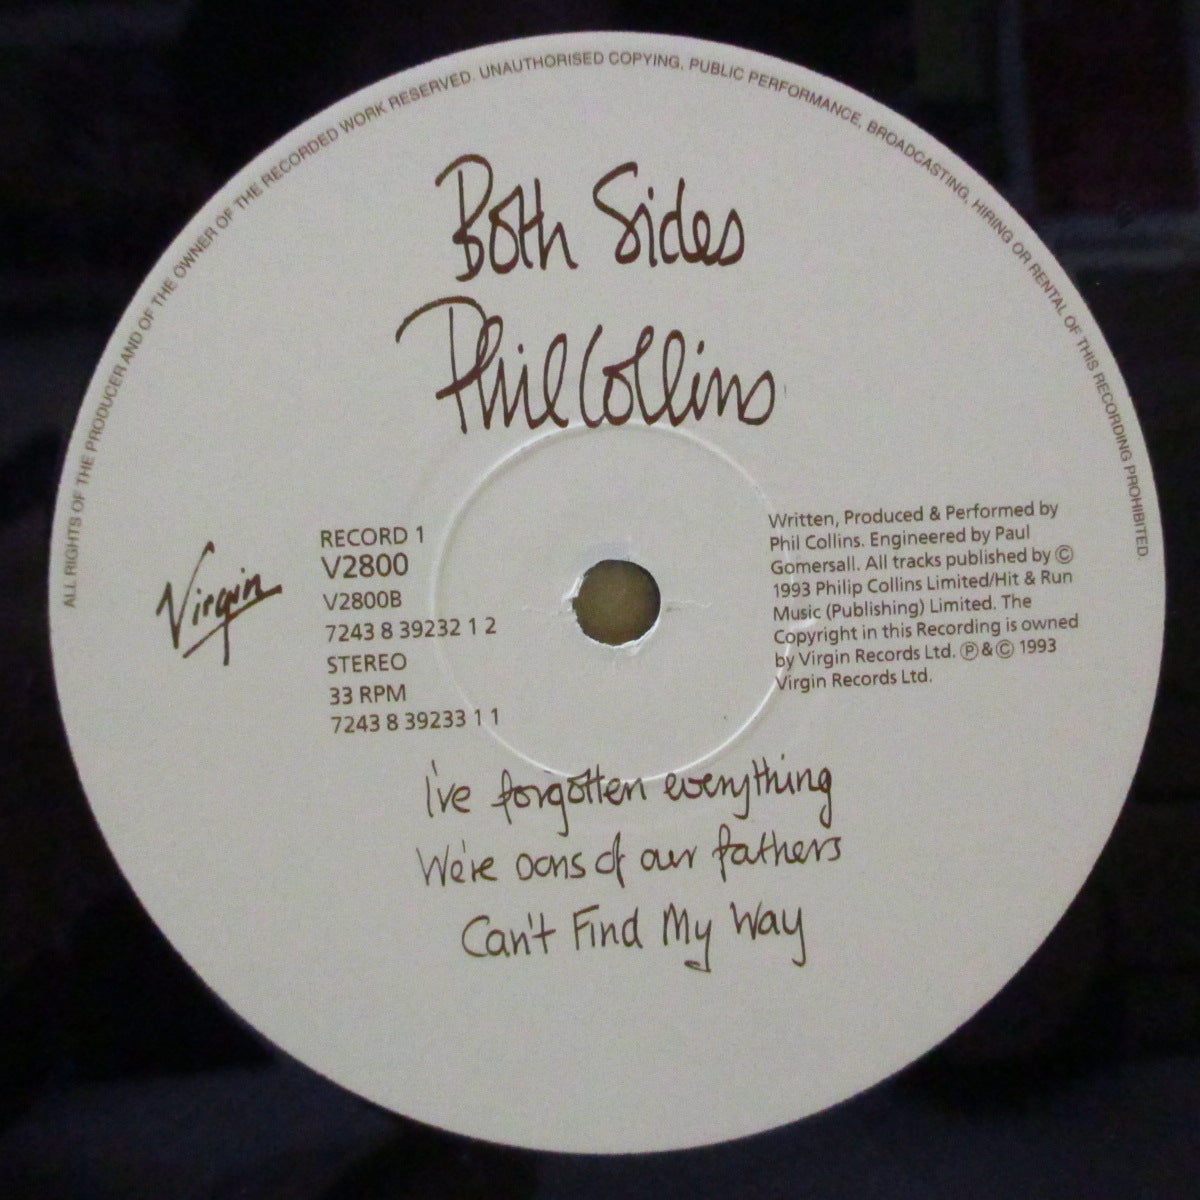 ALL RIGHTS OF THE PRODUCER AND OF THE OWNER OF THE RECORDED WORK RESERVED. UNAUTHORISED COPYING, PUBLIC PERFORMANCE, BROADCASTING, HIRING OR RENTAL OF THIS RECORDING PROHIBITED.
Both Sides
Phil Collins
Virgin
RECORD 1
V2800
V2800B
7243 8 39232 1 2
STEREO
33 RPM
7243 8 39233 1 1
Written, Produced & Performed by
Phil Collins. Engineered by Paul
Gomersall. All tracks published by ©
1993 Philip Collins Limited/Hit & Run
Music (Publishing) Limited. The
Copyright in this Recording is owned
by Virgin Records Ltd. ℗&© 1993
Virgin Records Ltd.
I've forgotten everything
We're sons of our fathers
Can't Find My Way